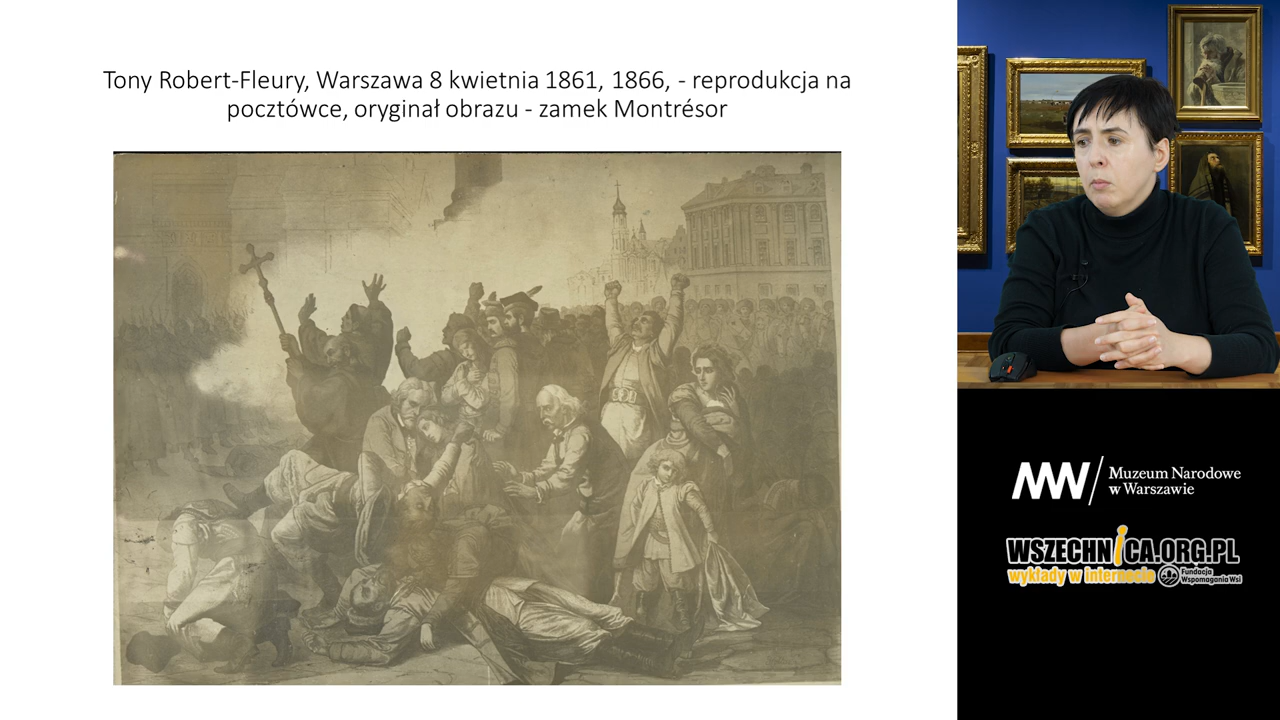 Tony Robert-Fleury, Warszawa 8 kwietnia 1861, 1866, - reprodukcja na
pocztówce, oryginał obrazu - zamek Montrésor
MNW/ Muzeum Narodowe
w Warszawie
WSZECHNICA.ORG.PL
wykłady w internecie Fundacja
Wspomagania Wsi